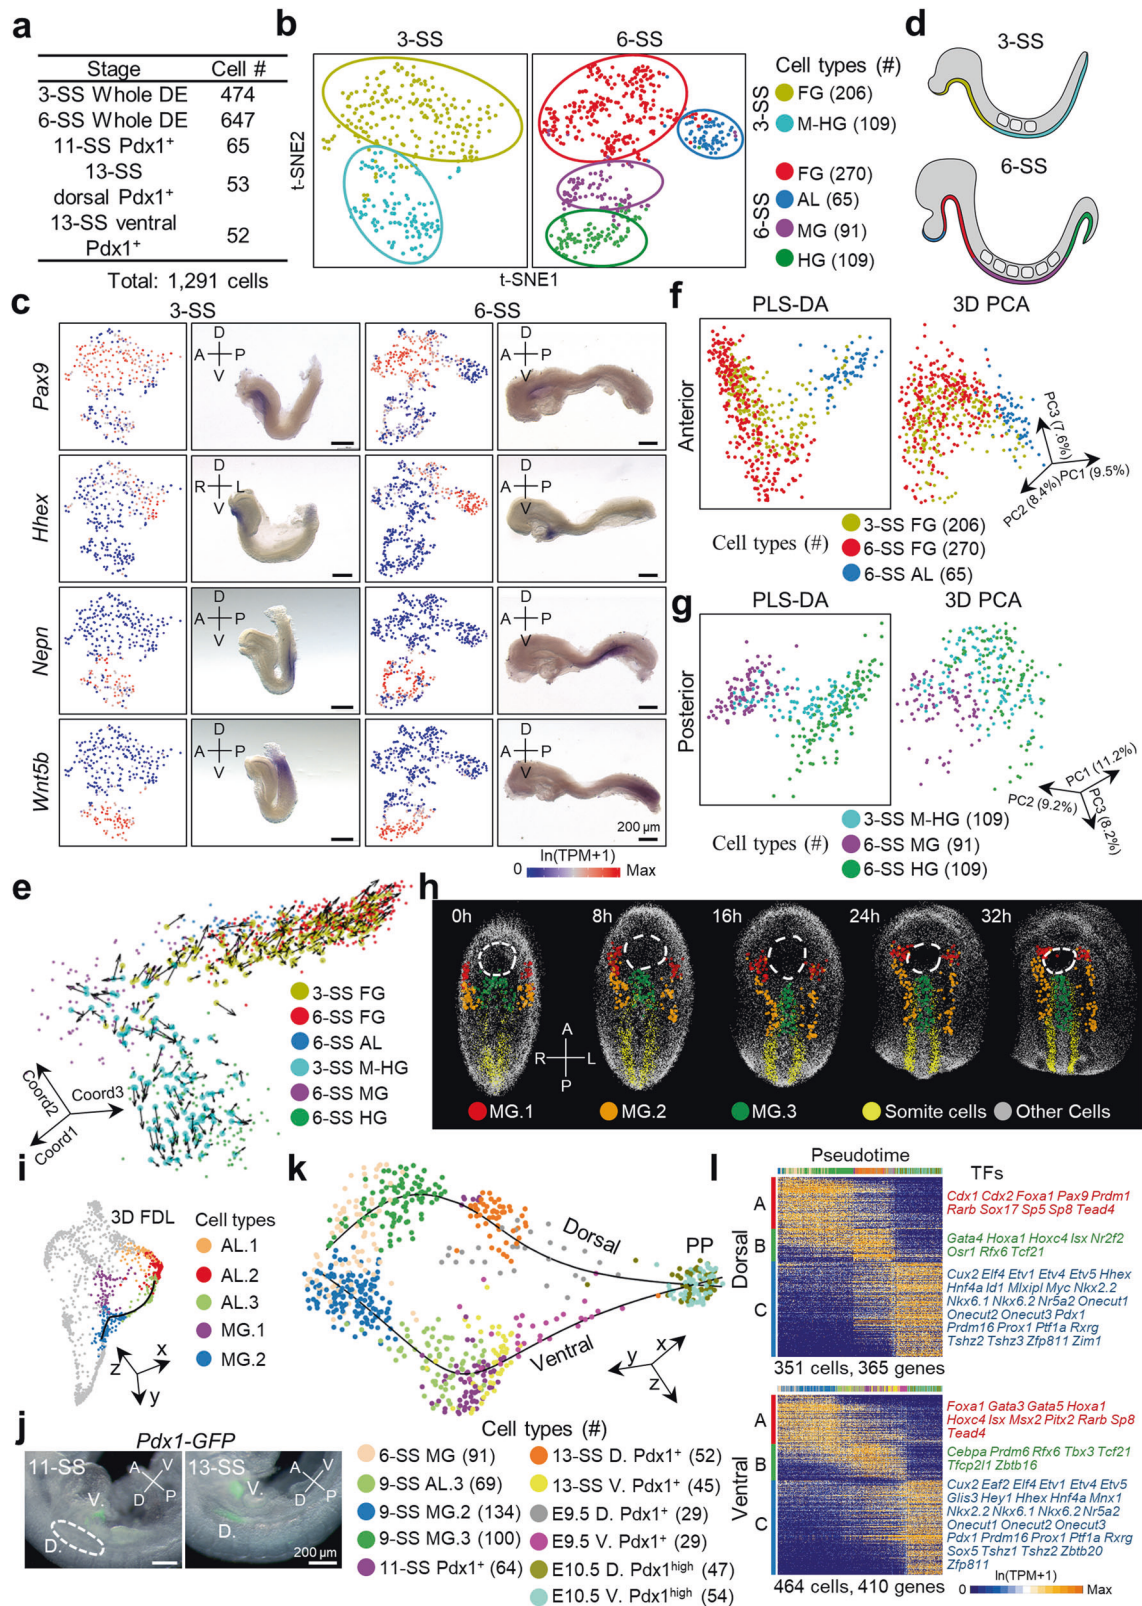 a
Stage Cell #
3-SS Whole DE 474
6-SS Whole DE 647
11-SS Pdx1+ 65
13-SS
dorsal Pdx1+ 53
13-SS ventral
Pdx1+ 52
Total: 1,291 cells
b
3-SS 6-SS
t-SNE2
t-SNE1
Cell types (#)
3-SS
FG (206)
M-HG (109)
6-SS
FG (270)
AL (65)
MG (91)
HG (109)
d
3-SS
6-SS
c
3-SS 6-SS
Pax9
D
A P
V
D
A P
V
Hhex
D
R L
V
D
A P
V
Nepn
D
A P
V
D
A P
V
Wnt5b
D
A P
V
D
A P
V
200 µm
ln(TPM+1)
0 Max
f
PLS-DA 3D PCA
Anterior
PC3 (7.6%)
PC1 (9.5%)
PC2 (8.4%)
Cell types (#)
3-SS FG (206)
6-SS FG (270)
6-SS AL (65)
g
PLS-DA 3D PCA
Posterior
PC1 (11.2%)
PC2 (9.2%)
PC3 (8.2%)
Cell types (#)
3-SS M-HG (109)
6-SS MG (91)
6-SS HG (109)
e
3-SS FG
6-SS FG
6-SS AL
3-SS M-HG
6-SS MG
6-SS HG
Coord2
Coord3
Coord1
h
0h 8h 16h 24h 32h
A
R L
P
MG.1 MG.2 MG.3 Somite cells Other Cells
i
3D FDL
Cell types
AL.1
AL.2
AL.3
MG.1
MG.2
x
z
y
j
Pdx1-GFP
11-SS
A V
D P
V.
D.
13-SS
A V
D P
V.
D.
200 µm
k
Dorsal
PP
Ventral
x
y
z
Cell types (#)
6-SS MG (91)
9-SS AL.3 (69)
9-SS MG.2 (134)
9-SS MG.3 (100)
11-SS Pdx1+ (64)
13-SS D. Pdx1+ (52)
13-SS V. Pdx1+ (45)
E9.5 D. Pdx1+ (29)
E9.5 V. Pdx1+ (29)
E10.5 D. Pdx1high (47)
E10.5 V. Pdx1high (54)
l
Pseudotime
TFs
Dorsal
A
Cdx1 Cdx2 Foxa1 Pax9 Prdm1
Rarb Sox17 Sp5 Sp8 Tead4
B
Gata4 Hoxa1 Hoxc4 Isx Nr2f2
Osr1 Rfx6 Tcf21
C
Cux2 Elf4 Etv1 Etv4 Etv5 Hhex
Hnf4a Id1 Mlxipl Myc Nkx2.2
Nkx6.1 Nkx6.2 Nr5a2 Onecut1
Onecut2 Onecut3 Pdx1
Prdm16 Prox1 Ptf1a Rxrg
Tshz2 Tshz3 Zfp811 Zim1
351 cells, 365 genes
Ventral
A
Foxa1 Gata3 Gata5 Hoxa1
Hoxc4 Isx Msx2 Pitx2 Rarb Sp8
Tead4
B
Cebpa Prdm6 Rfx6 Tbx3 Tcf21
Tfcp2l1 Zbtb16
C
Cux2 Eaf2 Elf4 Etv1 Etv4 Etv5
Glis3 Hey1 Hhex Hnf4a Mnx1
Nkx2.2 Nkx6.1 Nkx6.2 Nr5a2
Onecut1 Onecut2 Onecut3
Pdx1 Prdm16 Prox1 Ptf1a Rxrg
Sox5 Tshz1 Tshz2 Zbtb20
Zfp811
464 cells, 410 genes
ln(TPM+1)
0 Max